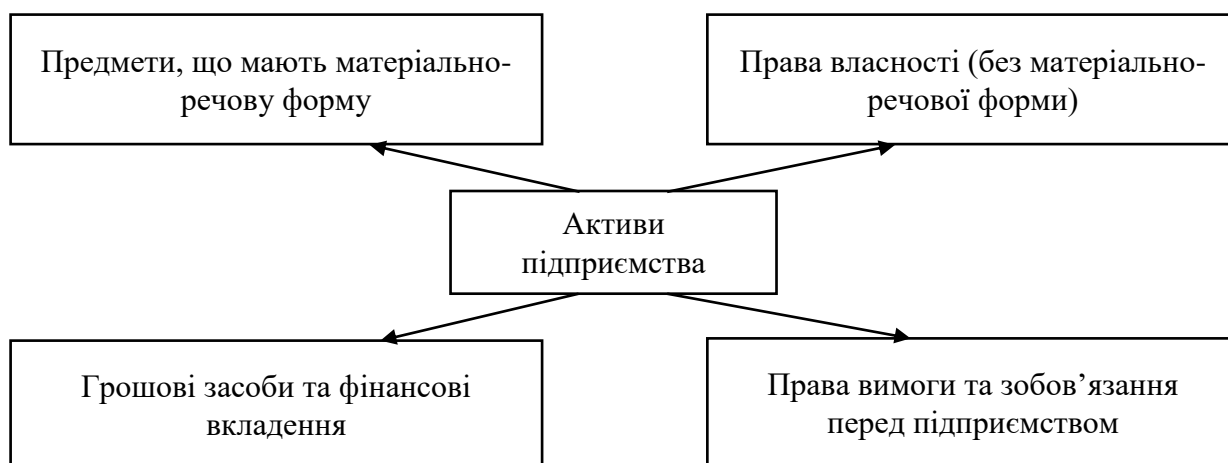 Предмети, що мають матеріально-
речову форму
Права власності (без матеріально-
речової форми)
Активи
підприємства
Грошові засоби та фінансові
вкладення
Права вимоги та зобов’язання
перед підприємством